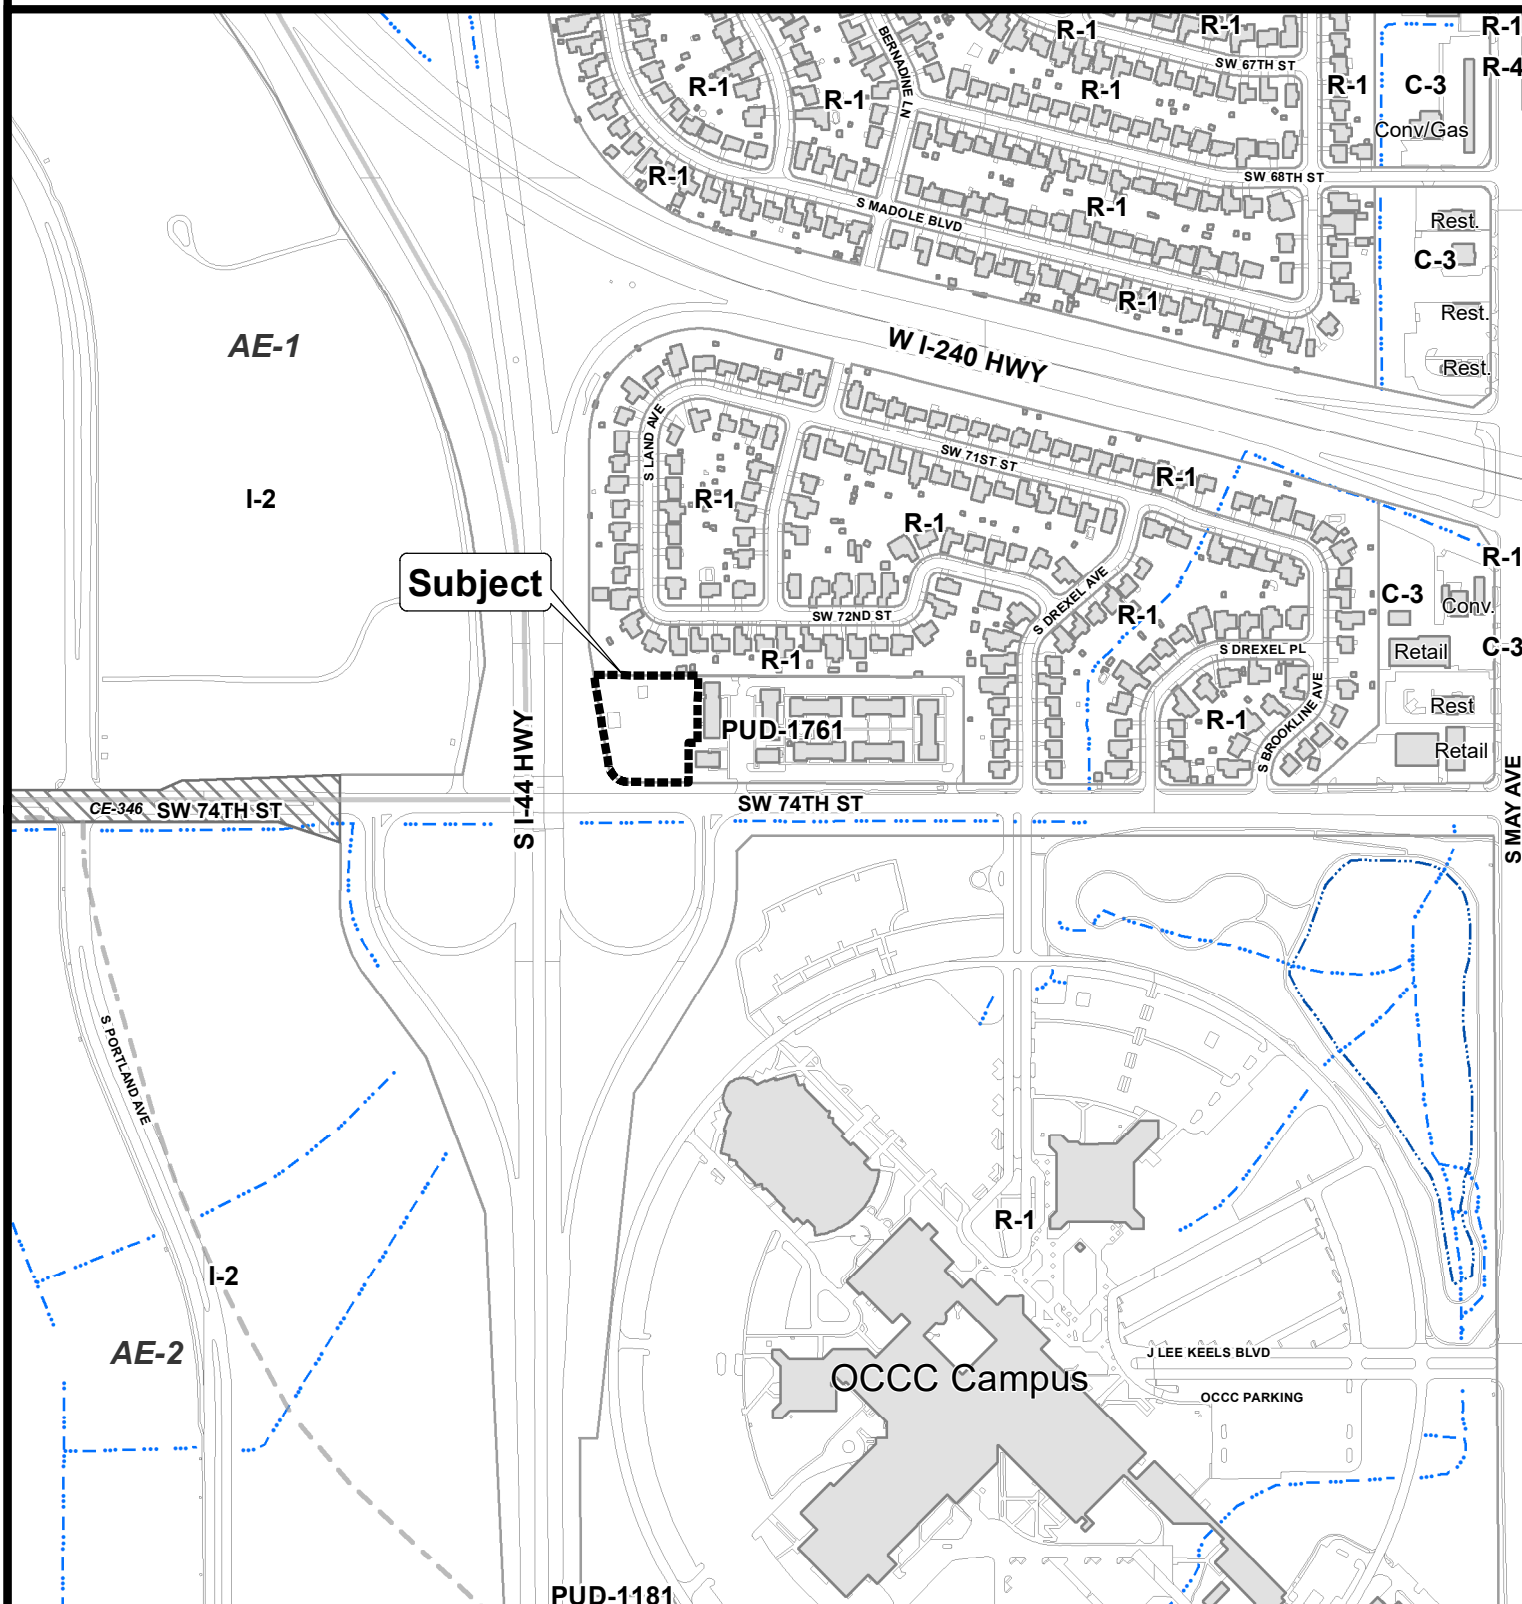 R-1
R-1
R-1
BERNADINE LN
SW 67TH ST
R-4
R-1
R-1
R-1
R-1
C-3
Conv/Gas
R-1
SW 68TH ST
S MADOLE BLVD
R-1
Rest.
C-3
R-1
Rest.
AE-1
W I-240 HWY
Rest.
S LAND AVE
SW 71ST ST
R-1
I-2
R-1
R-1
R-1
Subject
S DREXEL AVE
C-3
Conv.
SW 72ND ST
R-1
S DREXEL PL
Retail
C-3
R-1
Rest
S I-44 HWY
PUD-1761
R-1
S BROOKLINE AVE
Retail
CE-346
SW 74TH ST
SW 74TH ST
S MAY AVE
S PORTLAND AVE
R-1
I-2
AE-2
J LEE KEELS BLVD
OCCC Campus
OCCC PARKING
PUD-1181